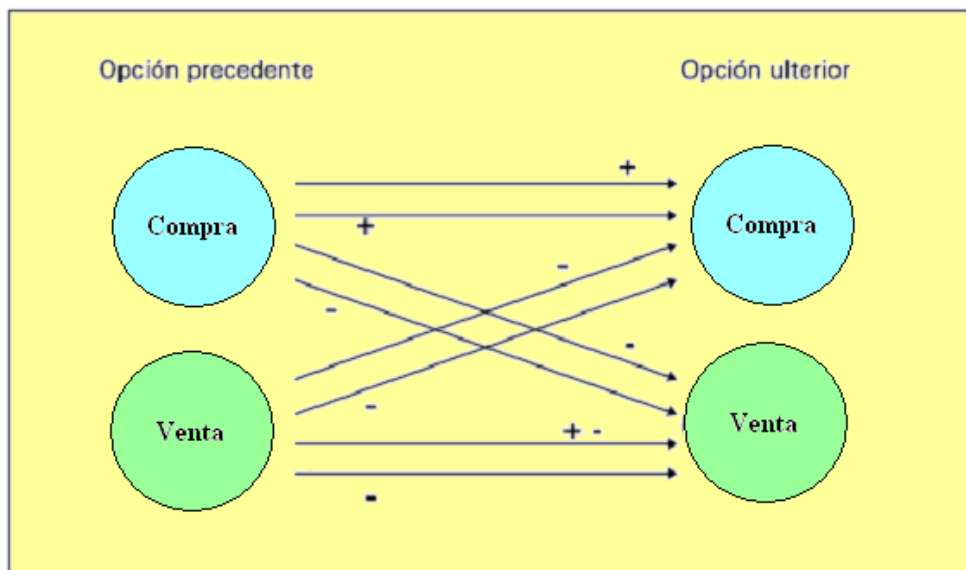 Opción precedente
Opción ulterior
+
Compra
Compra
+
-
-
-
Venta
Venta
-
+ -
-